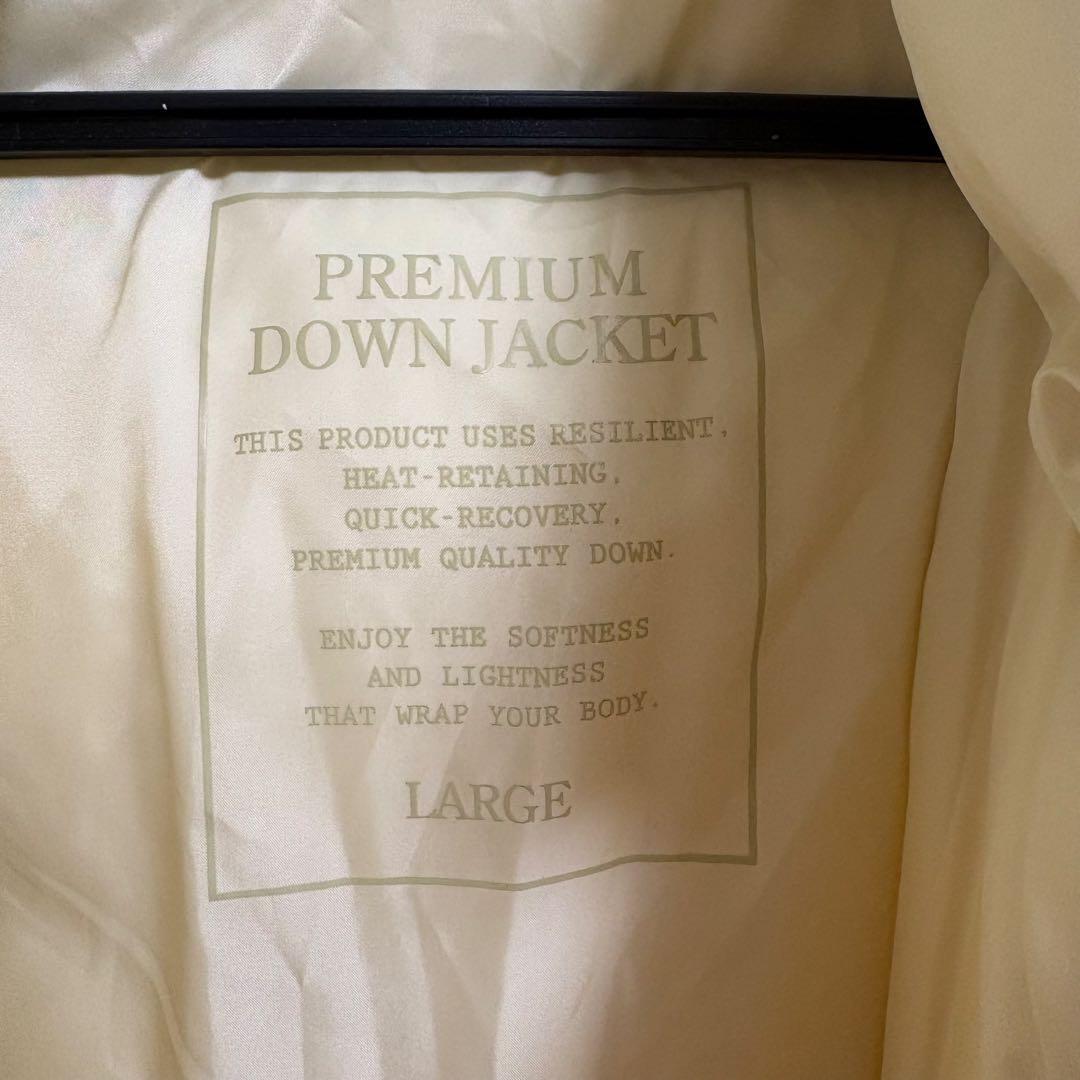 PREMIUM
DOWN JACKET
THIS PRODUCT USES RESILIENT,
HEAT-RETAINING,
QUICK-RECOVERY,
PREMIUM QUALITY DOWN.
ENJOY THE SOFTNESS
AND LIGHTNESS
THAT WRAP YOUR BODY.
LARGE